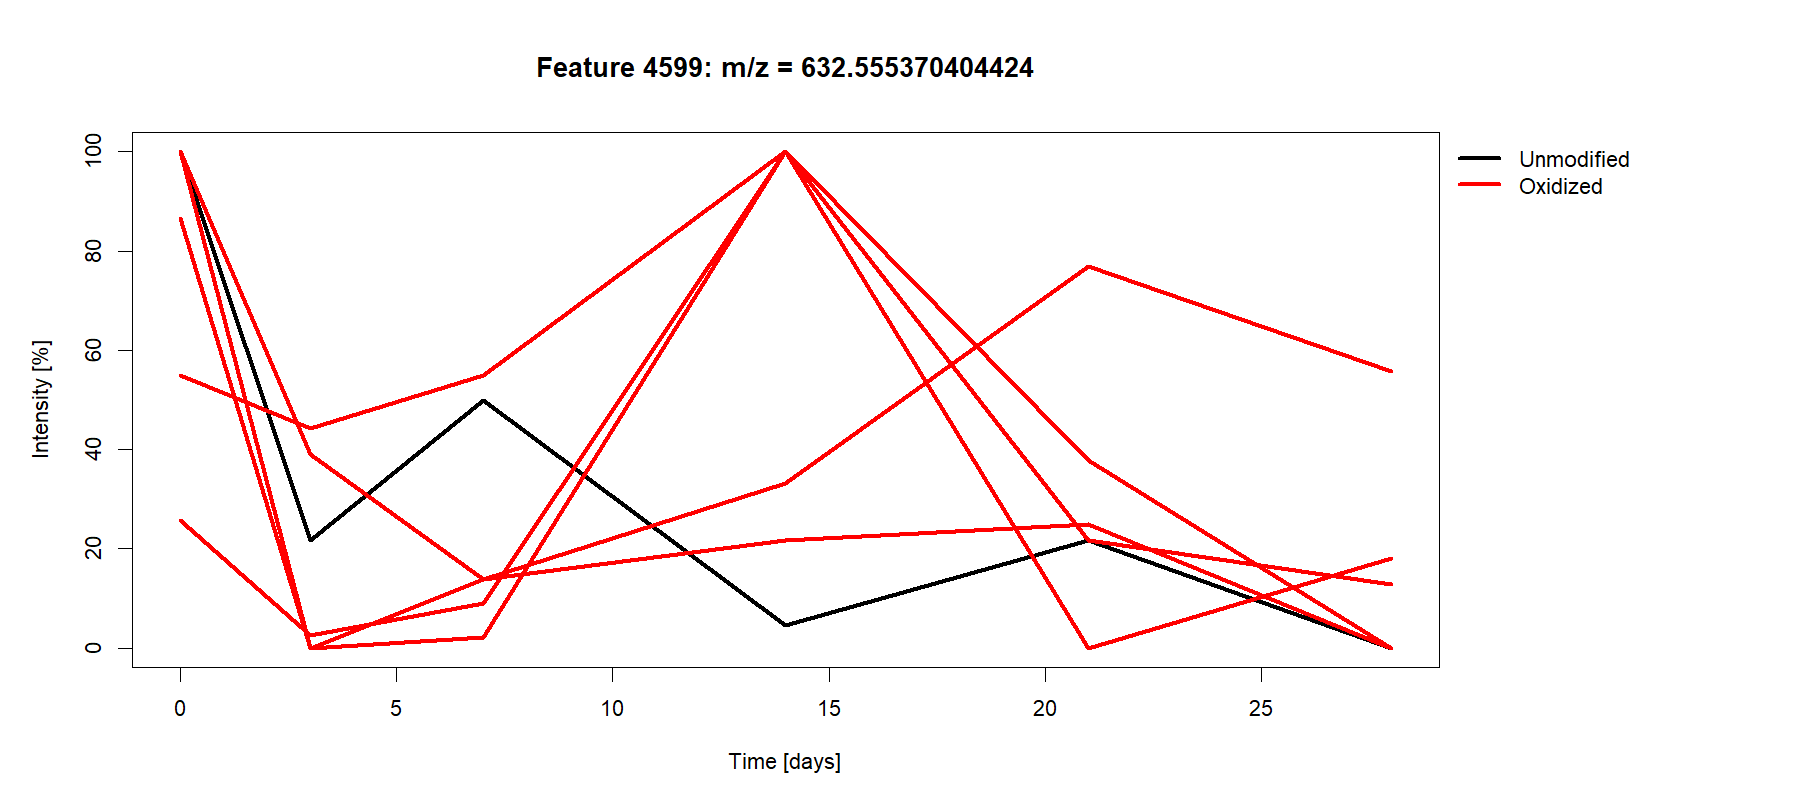 Feature 4599: m/z = 632.555370404424
Unmodified
Oxidized
Intensity [%]
100
80
60
40
20
0
0 5 10 15 20 25
Time [days]